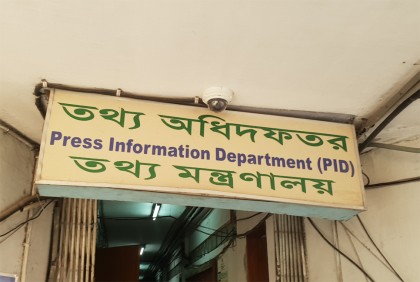 তথ্য অধিদফতর
Press Information Department (PID)
তথ্য মন্ত্রণালয়